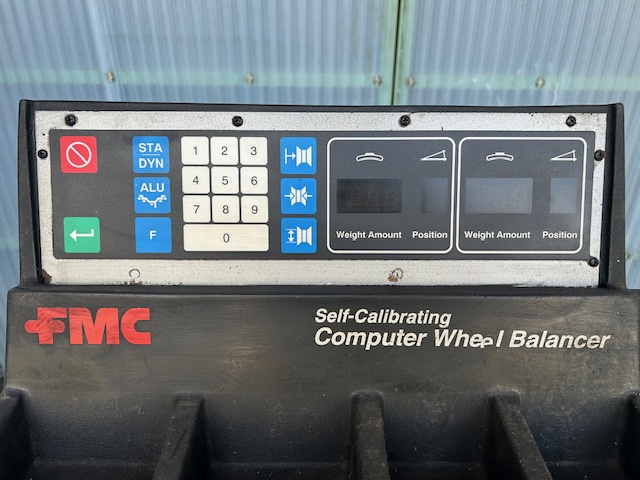 STA
DYN
ALU
F
1 2 3
4 5 6
7 8 9
0
Weight Amount Position
Weight Amount Position
FMC
Self-Calibrating
Computer Wheel Balancer